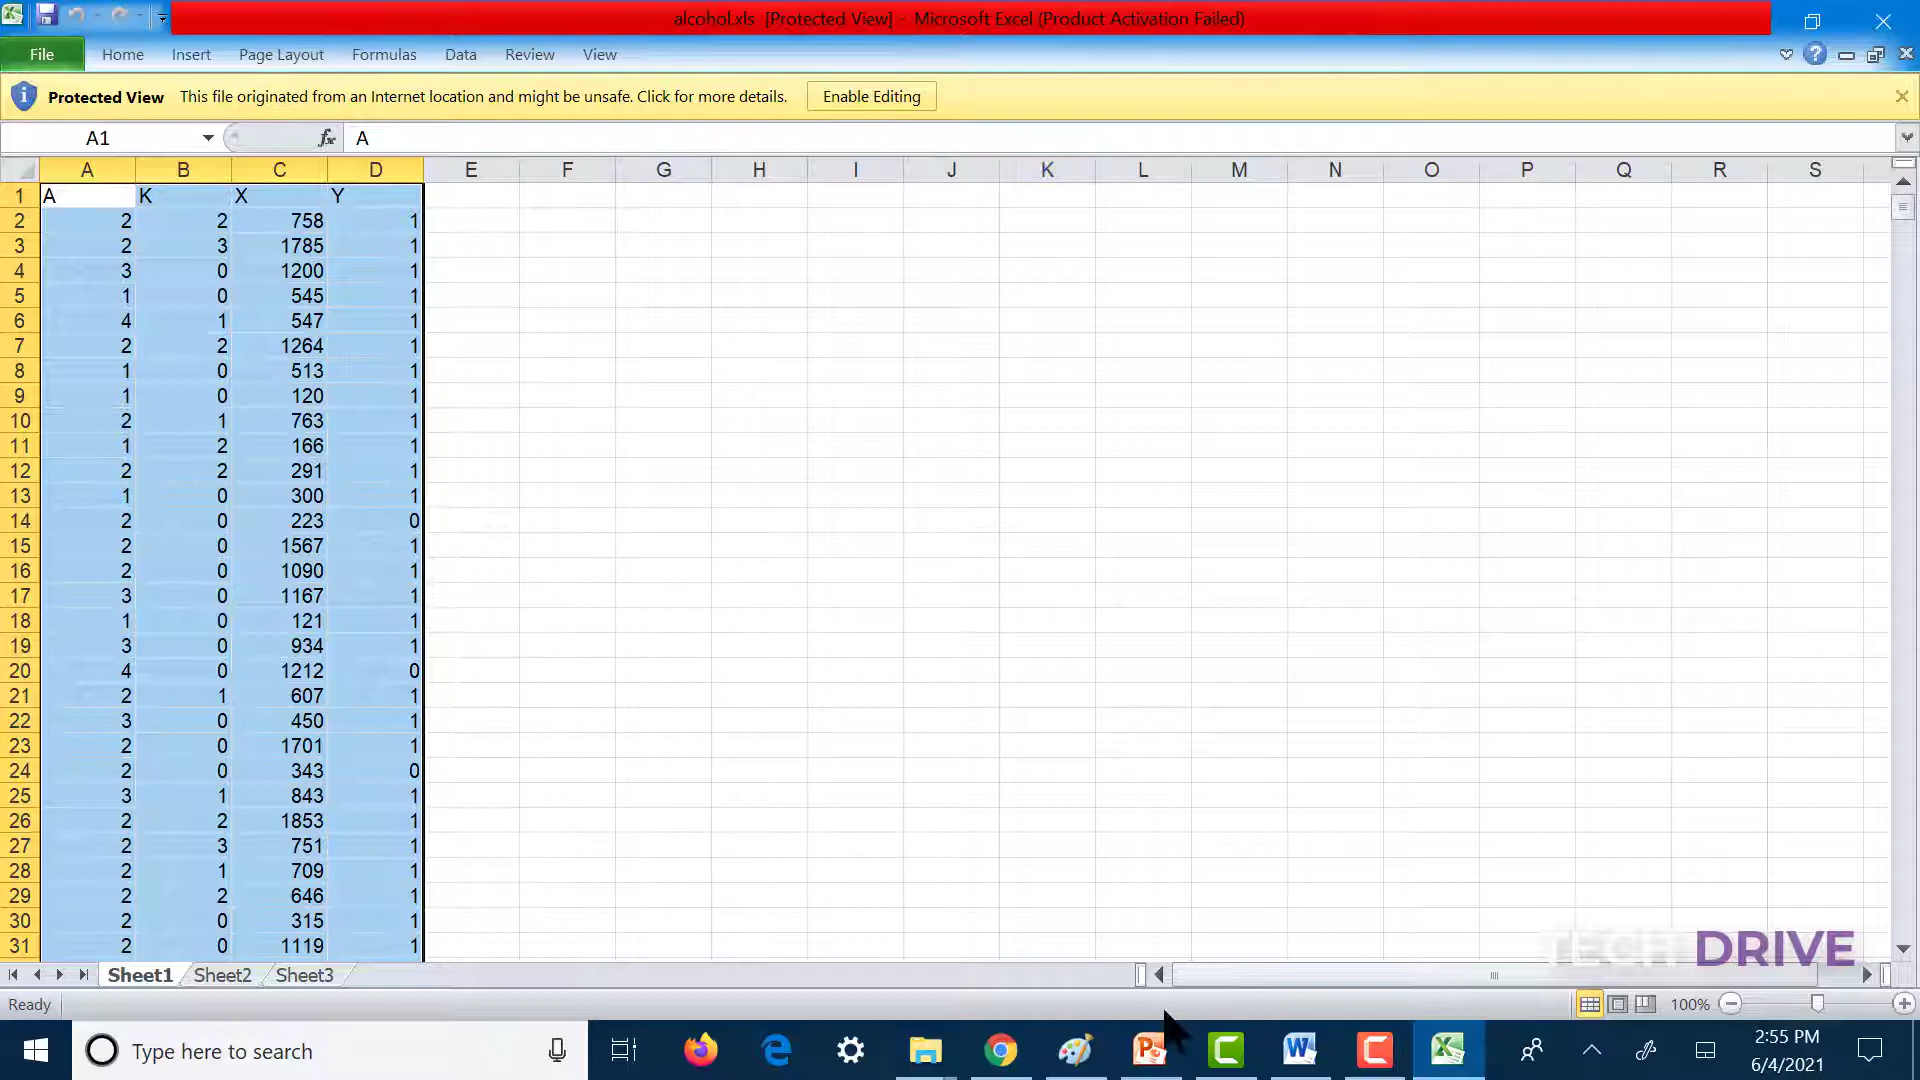 alcohol.xls [Protected View] - Microsoft Excel (Product Activation Failed)
File Home Insert Page Layout Formulas Data Review View
Protected View This file originated from an Internet location and might be unsafe. Click for more details. Enable Editing
A1 fx A
A B C D E F G H I J K L M N O P Q R S
1 A K X Y
2 2 2 758 1
3 2 3 1785 1
4 3 0 1200 1
5 1 0 545 1
6 4 1 547 1
7 2 2 1264 1
8 1 0 513 1
9 1 0 120 1
10 2 1 763 1
11 1 2 166 1
12 2 2 291 1
13 1 0 300 1
14 2 0 223 0
15 2 0 1567 1
16 2 0 1090 1
17 3 0 1167 1
18 1 0 121 1
19 3 0 934 1
20 4 0 1212 0
21 2 1 607 1
22 3 0 450 1
23 2 0 1701 1
24 2 0 343 0
25 3 1 843 1
26 2 2 1853 1
27 2 3 751 1
28 2 1 709 1
29 2 2 646 1
30 2 0 315 1
31 2 0 1119 1
TECH DRIVE
Sheet1 Sheet2 Sheet3
Ready 100%
Type here to search
2:55 PM
6/4/2021